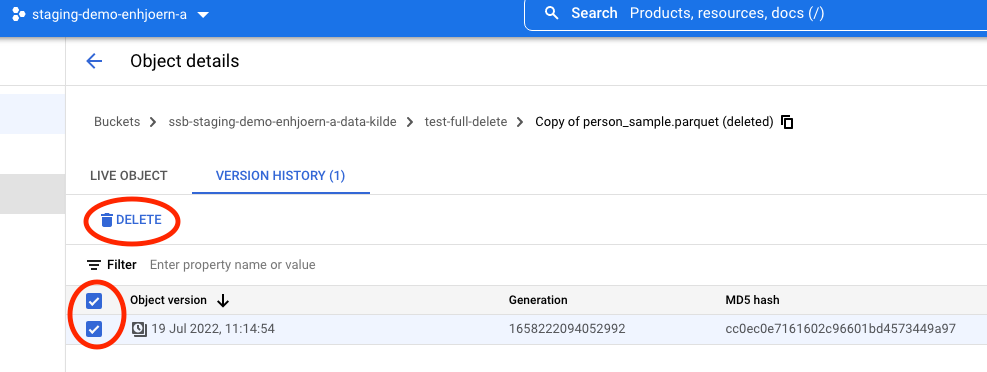 staging-demo-enhjoern-a Search Products, resources, docs (/)
Object details
Buckets ssb-staging-demo-enhjoern-a-data-kilde test-full-delete Copy of person_sample.parquet (deleted)
LIVE OBJECT VERSION HISTORY (1)
DELETE
Filter Enter property name or value
Object version Generation MD5 hash
19 Jul 2022, 11:14:54 1658222094052992 cc0ec0e7161602c96601bd4573449a97